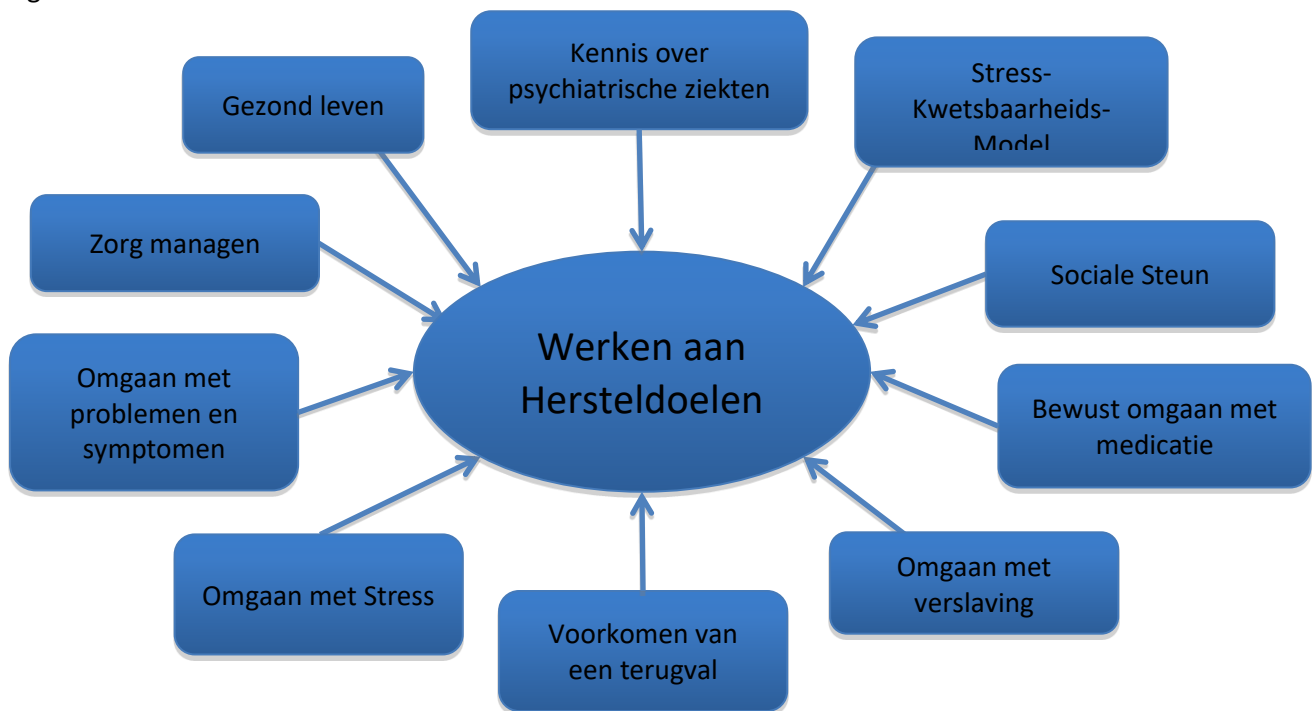 g
Kennis over
psychiatrische ziekten
Stress-
Kwetsbaarheids-
Model
Gezond leven
Zorg managen
Sociale Steun
Werken aan
Hersteldoelen
Omgaan met
problemen en
symptomen
Bewust omgaan met
medicatie
Omgaan met Stress
Omgaan met
verslaving
Voorkomen van
een terugval